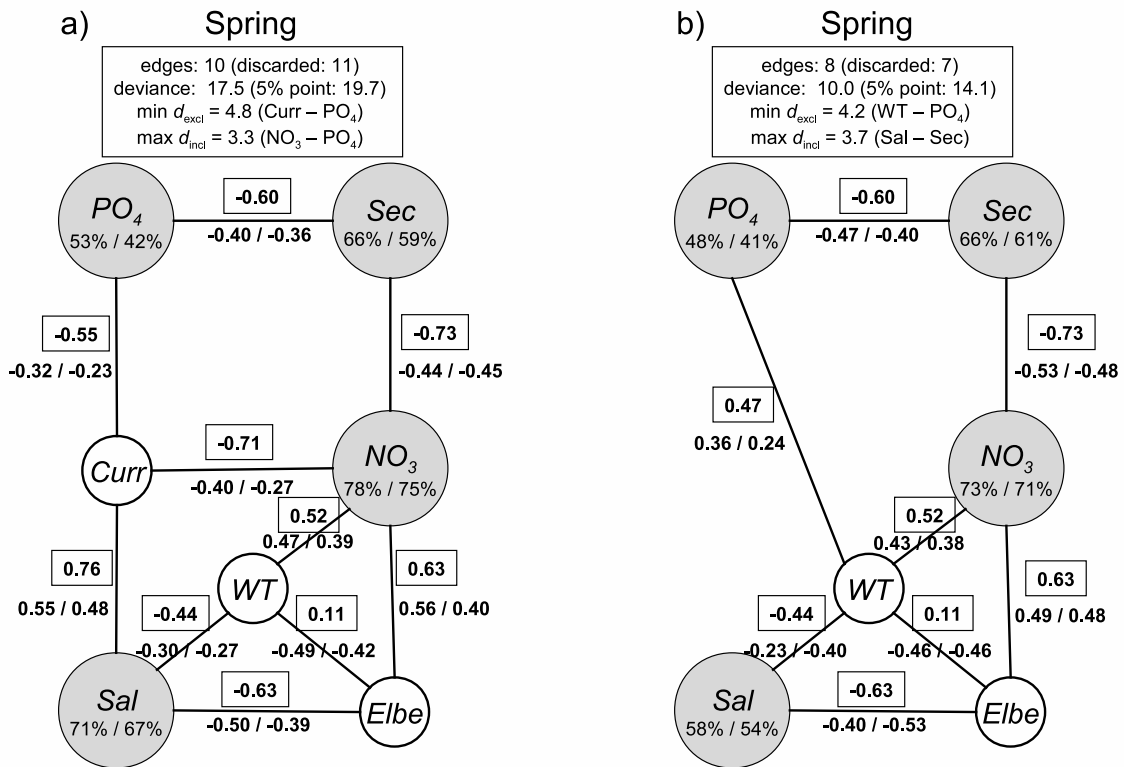 a) Spring
edges: 10 (discarded: 11)
deviance: 17.5 (5% point: 19.7)
min d_excl = 4.8 (Curr – PO₄)
max d_incl = 3.3 (NO₃ – PO₄)
PO₄
53% / 42%
-0.60
-0.40 / -0.36
Sec
66% / 59%
-0.55
-0.32 / -0.23
-0.73
-0.44 / -0.45
Curr
-0.71
-0.40 / -0.27
NO₃
78% / 75%
0.52
0.47 / 0.39
0.76
0.55 / 0.48
WT
0.63
0.56 / 0.40
-0.44
-0.30 / -0.27
0.11
-0.49 / -0.42
Sal
71% / 67%
-0.63
-0.50 / -0.39
Elbe
b) Spring
edges: 8 (discarded: 7)
deviance: 10.0 (5% point: 14.1)
min d_excl = 4.2 (WT – PO₄)
max d_incl = 3.7 (Sal – Sec)
PO₄
48% / 41%
-0.60
-0.47 / -0.40
Sec
66% / 61%
-0.73
-0.53 / -0.48
0.47
0.36 / 0.24
NO₃
73% / 71%
0.52
0.43 / 0.38
WT
0.63
0.49 / 0.48
-0.44
-0.23 / -0.40
0.11
-0.46 / -0.46
Sal
58% / 54%
-0.63
-0.40 / -0.53
Elbe